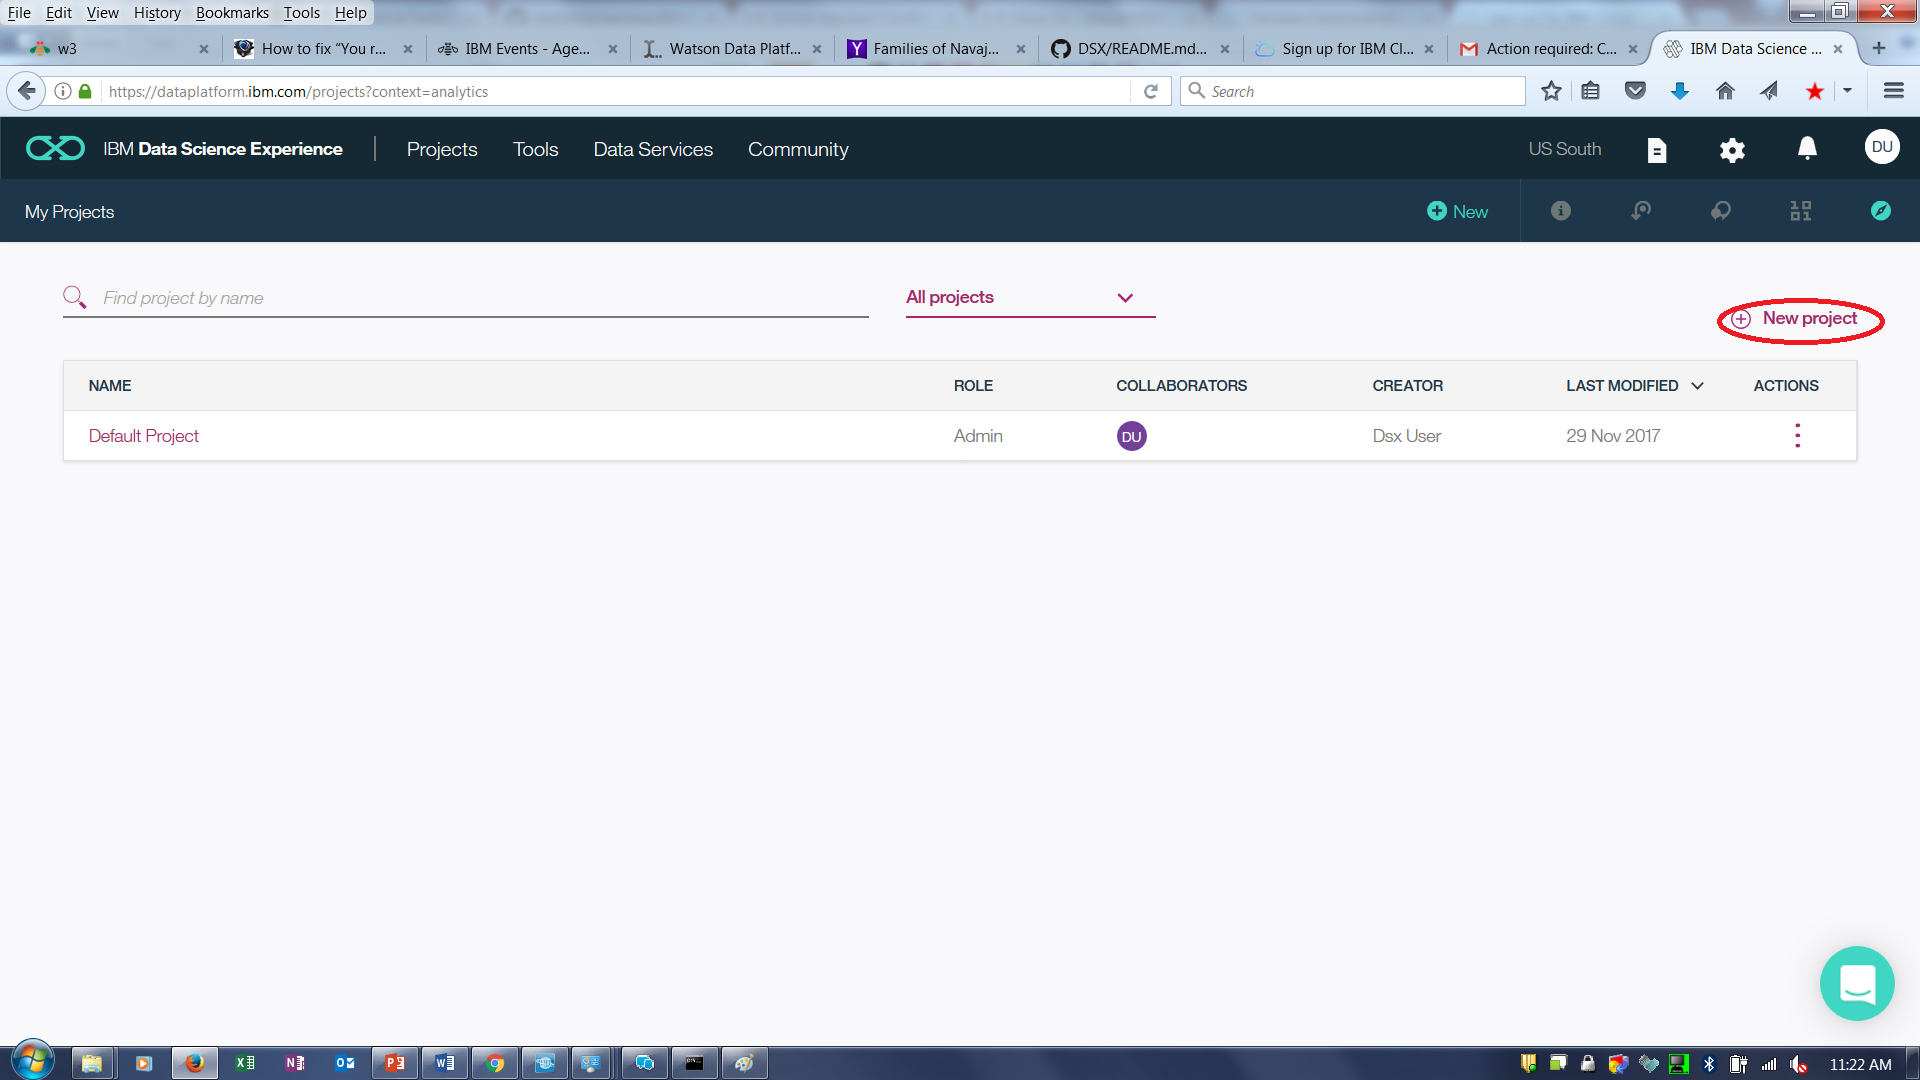 File Edit View History Bookmarks Tools Help
w3
How to fix “You r...
IBM Events - Age...
Watson Data Platf...
Families of Navaj...
DSX/README.md...
Sign up for IBM Cl...
Action required: C...
IBM Data Science ...
https://dataplatform.ibm.com/projects?context=analytics
Search
IBM Data Science Experience
Projects
Tools
Data Services
Community
US South
DU
My Projects
New
Find project by name
All projects
New project
NAME ROLE COLLABORATORS CREATOR LAST MODIFIED ACTIONS
Default Project Admin DU Dsx User 29 Nov 2017
11:22 AM